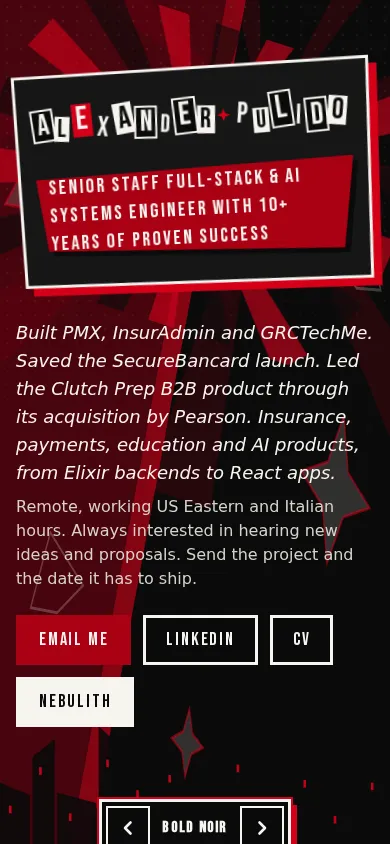 ALEXANDER PULIDO
SENIOR STAFF FULL-STACK & AI
SYSTEMS ENGINEER WITH 10+
YEARS OF PROVEN SUCCESS
Built PMX, InsurAdmin and GRCTechMe.
Saved the SecureBancard launch. Led
the Clutch Prep B2B product through
its acquisition by Pearson. Insurance,
payments, education and AI products,
from Elixir backends to React apps.
Remote, working US Eastern and Italian
hours. Always interested in hearing new
ideas and proposals. Send the project and
the date it has to ship.
EMAIL ME LINKEDIN CV
NEBULITH
BOLD NOIR